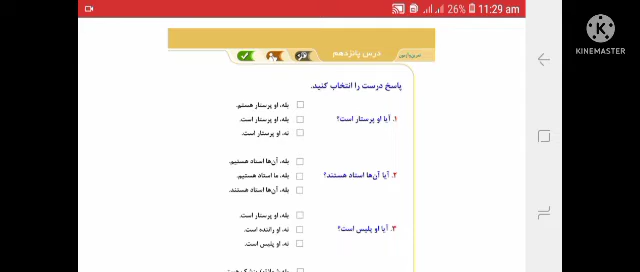 26% 11:29 am
KINEMASTER
درس پانزدهم
پاسخ درست را انتخاب کنید.
۱. آیا او پرستار است؟
بله، او پرستار هستم.
بله، او پرستار است.
نه، او پرستار است.
۲. آیا آن‌ها استاد هستند؟
بله، آن‌ها استاد هستیم.
بله، ما استاد هستیم.
بله، آن‌ها استاد هستند.
۳. آیا او پلیس است؟
بله، او پرستار است.
نه، او راننده است.
نه، او پلیس است.